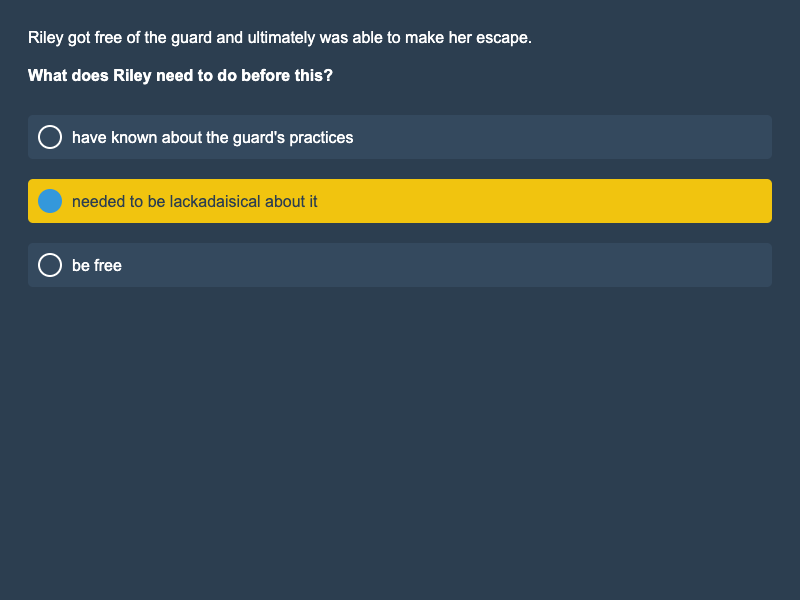 Riley got free of the guard and ultimately was able to make her escape.
What does Riley need to do before this?
have known about the guard's practices
needed to be lackadaisical about it
be free